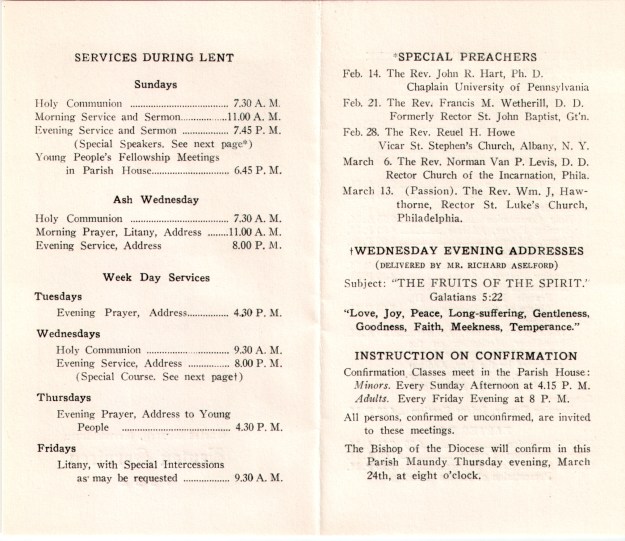 SERVICES DURING LENT
Sundays
Holy Communion ........................................ 7.30 A. M.
Morning Service and Sermon..................11.00 A. M.
Evening Service and Sermon ................... 7.45 P. M.
(Special Speakers. See next page*)
Young People's Fellowship Meetings
in Parish House............................... 6.45 P. M.
Ash Wednesday
Holy Communion ........................................ 7.30 A. M.
Morning Prayer, Litany, Address ........11.00 A. M.
Evening Service, Address 8.00 P. M.
Week Day Services
Tuesdays
Evening Prayer, Address................ 4.30 P. M.
Wednesdays
Holy Communion ................................ 9.30 A. M.
Evening Service, Address ................ 8.00 P. M.
(Special Course. See next page†)
Thursdays
Evening Prayer, Address to Young
People .......................................... 4.30 P. M.
Fridays
Litany, with Special Intercessions
as may be requested .................. 9.30 A. M.
*SPECIAL PREACHERS
Feb. 14. The Rev. John R. Hart, Ph. D.
Chaplain University of Pennsylvania
Feb. 21. The Rev. Francis M. Wetherill, D. D.
Formerly Rector St. John Baptist, Gt'n.
Feb. 28. The Rev. Reuel H. Howe
Vicar St. Stephen's Church, Albany, N. Y.
March 6. The Rev. Norman Van P. Levis, D. D.
Rector Church of the Incarnation, Phila.
March 13. (Passion). The Rev. Wm. J, Haw-
thorne, Rector St. Luke's Church,
Philadelphia.
†WEDNESDAY EVENING ADDRESSES
(DELIVERED BY MR. RICHARD ASELFORD)
Subject: "THE FRUITS OF THE SPIRIT."
Galatians 5:22
"Love, Joy, Peace, Long-suffering, Gentleness,
Goodness, Faith, Meekness, Temperance."
INSTRUCTION ON CONFIRMATION
Confirmation Classes meet in the Parish House:
Minors. Every Sunday Afternoon at 4.15 P. M.
Adults. Every Friday Evening at 8 P. M.
All persons, confirmed or unconfirmed, are invited
to these meetings.
The Bishop of the Diocese will confirm in this
Parish Maundy Thursday evening, March
24th, at eight o'clock.